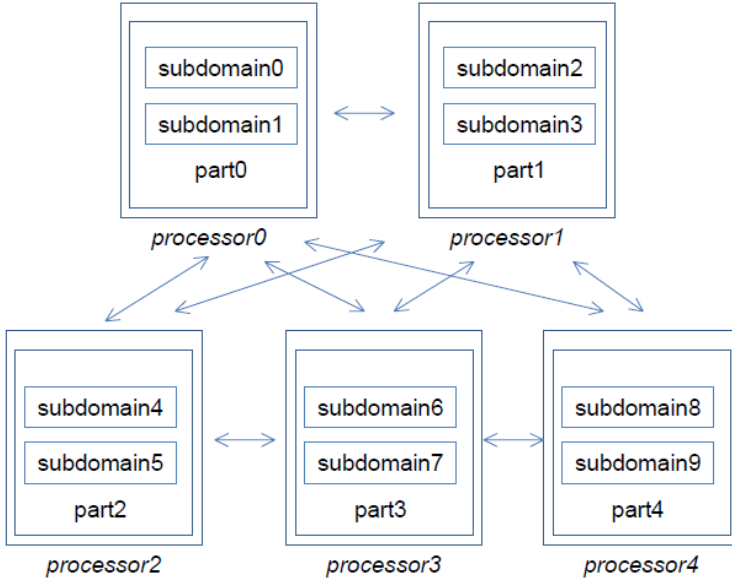 subdomain0
subdomain1
part0
processor0
subdomain2
subdomain3
part1
processor1
subdomain4
subdomain5
part2
processor2
subdomain6
subdomain7
part3
processor3
subdomain8
subdomain9
part4
processor4